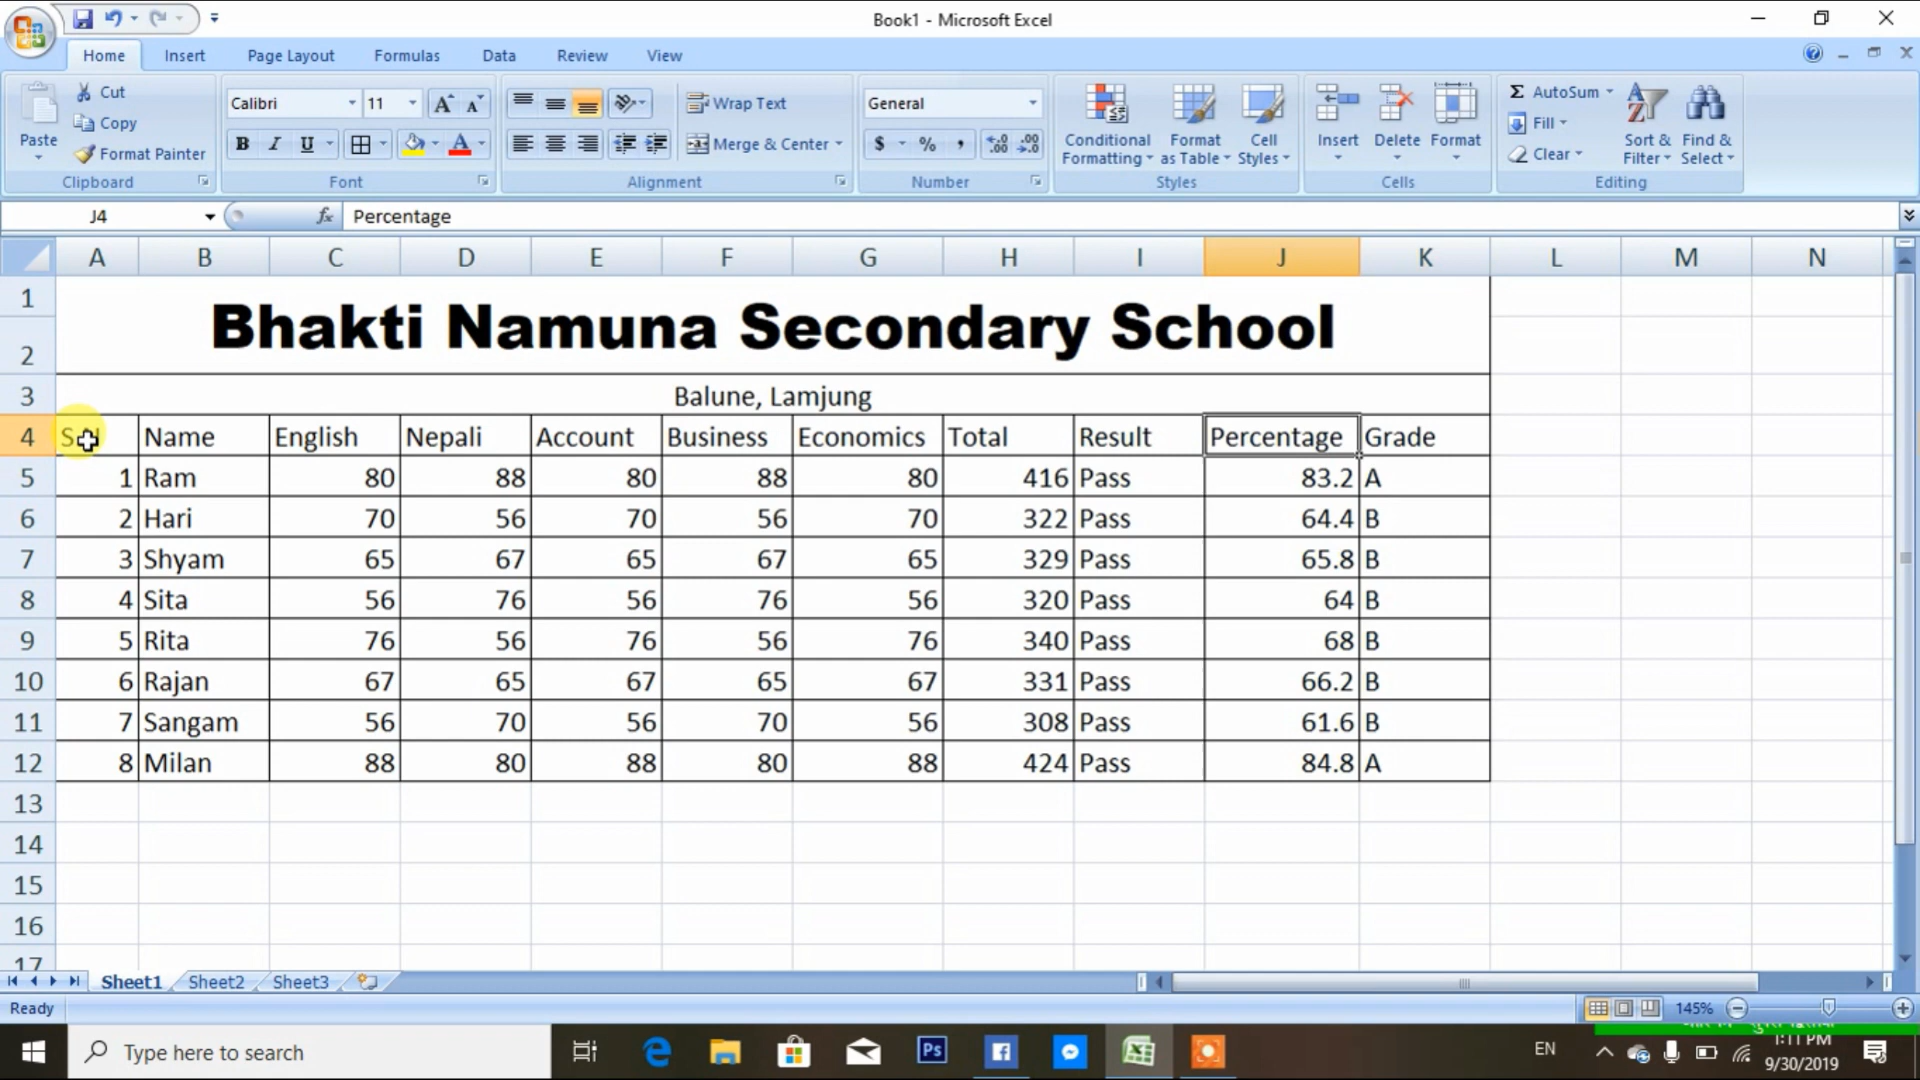 Book1 - Microsoft Excel
Home Insert Page Layout Formulas Data Review View
Paste Cut Copy Format Painter
Calibri 11
B I U
Wrap Text
Merge & Center
General
$ % ,
Conditional Formatting Format as Table Cell Styles
Insert Delete Format
Σ AutoSum Fill Clear
Sort & Filter Find & Select
Clipboard Font Alignment Number Styles Cells Editing
J4 fx Percentage
A B C D E F G H I J K L M N
1
Bhakti Namuna Secondary School
2
3 Balune, Lamjung
4 Name English Nepali Account Business Economics Total Result Percentage Grade
5 1 Ram 80 88 80 88 80 416 Pass 83.2 A
6 2 Hari 70 56 70 56 70 322 Pass 64.4 B
7 3 Shyam 65 67 65 67 65 329 Pass 65.8 B
8 4 Sita 56 76 56 76 56 320 Pass 64 B
9 5 Rita 76 56 76 56 76 340 Pass 68 B
10 6 Rajan 67 65 67 65 67 331 Pass 66.2 B
11 7 Sangam 56 70 56 70 56 308 Pass 61.6 B
12 8 Milan 88 80 88 80 88 424 Pass 84.8 A
13
14
15
16
17
Sheet1 Sheet2 Sheet3
Ready 145%
Type here to search Ps EN 1:11 PM
9/30/2019